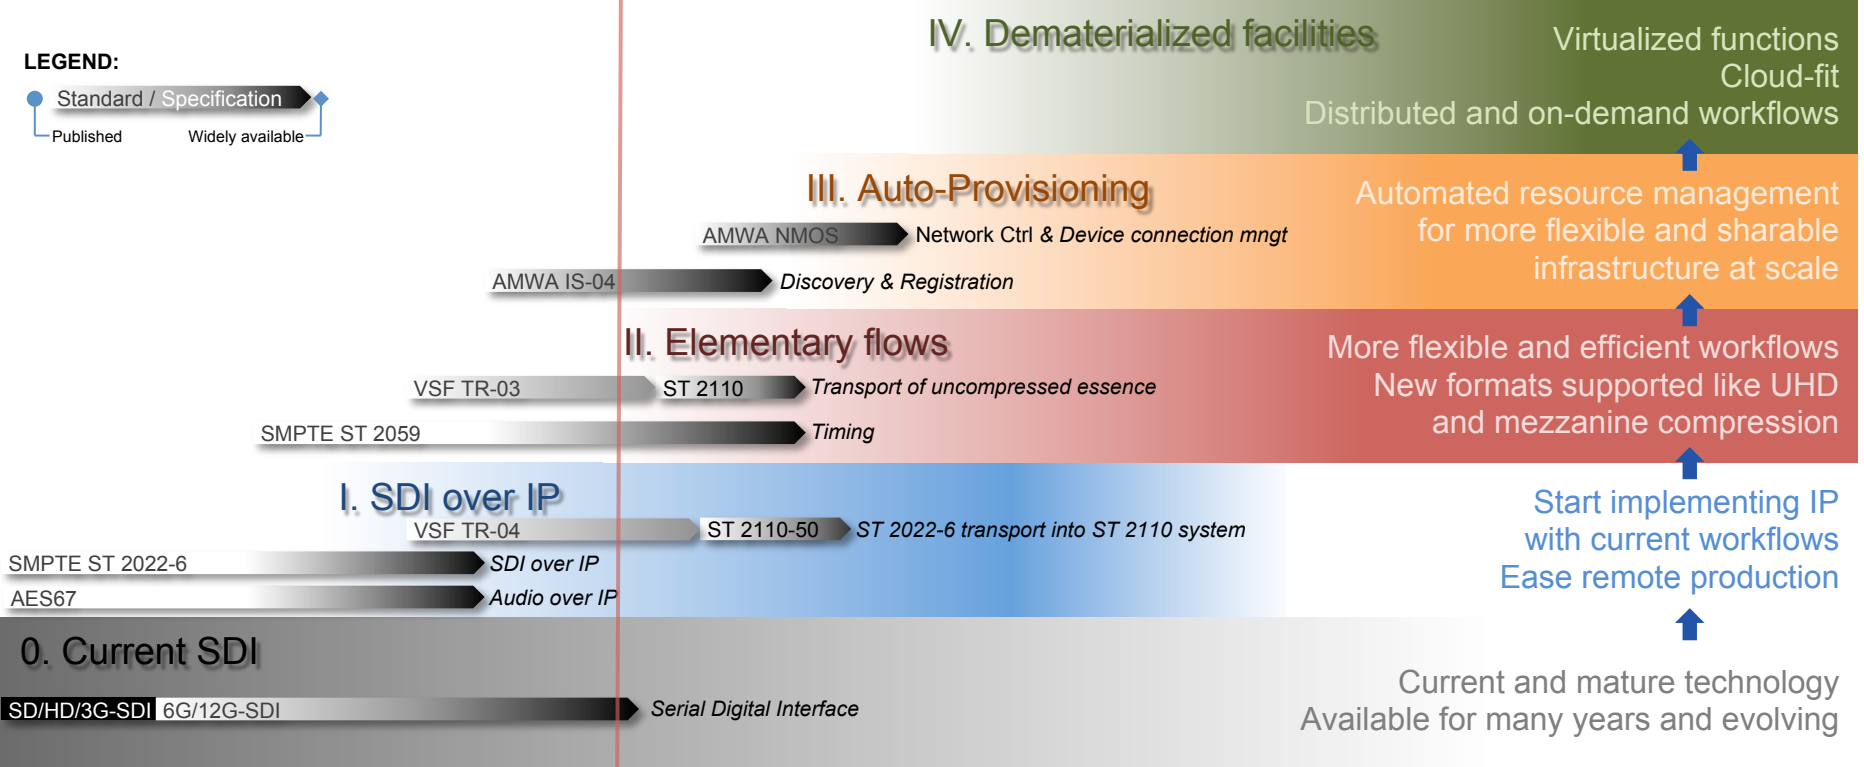 IV. Dematerialized facilities
Virtualized functions
Cloud-fit
Distributed and on-demand workflows
LEGEND:
Standard / Specification
Published
Widely available
III. Auto-Provisioning
Automated resource management
for more flexible and sharable
infrastructure at scale
AMWA NMOS
Network Ctrl & Device connection mngt
AMWA IS-04
Discovery & Registration
II. Elementary flows
More flexible and efficient workflows
New formats supported like UHD
and mezzanine compression
VSF TR-03
ST 2110
Transport of uncompressed essence
SMPTE ST 2059
Timing
I. SDI over IP
Start implementing IP
with current workflows
Ease remote production
VSF TR-04
ST 2110-50
ST 2022-6 transport into ST 2110 system
SMPTE ST 2022-6
SDI over IP
AES67
Audio over IP
0. Current SDI
Current and mature technology
Available for many years and evolving
SD/HD/3G-SDI
6G/12G-SDI
Serial Digital Interface